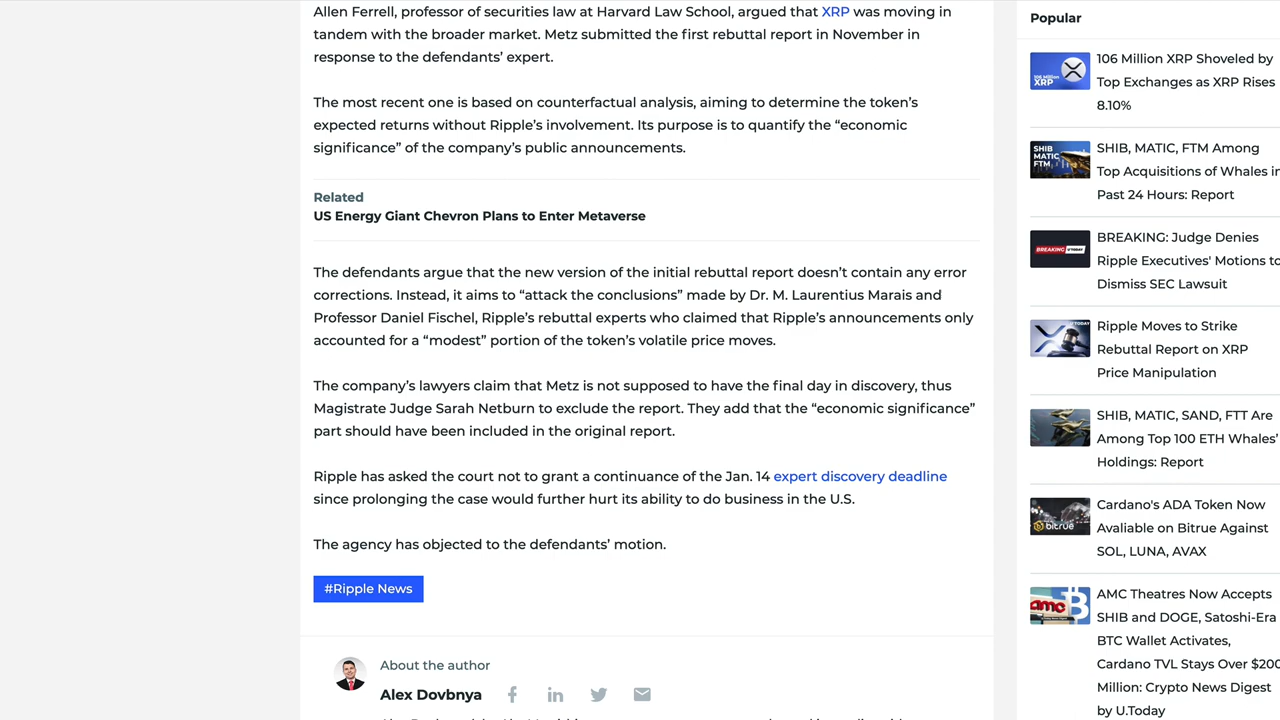 Allen Ferrell, professor of securities law at Harvard Law School, argued that XRP was moving in
tandem with the broader market. Metz submitted the first rebuttal report in November in
response to the defendants’ expert.
The most recent one is based on counterfactual analysis, aiming to determine the token’s
expected returns without Ripple’s involvement. Its purpose is to quantify the “economic
significance” of the company’s public announcements.
Related
US Energy Giant Chevron Plans to Enter Metaverse
The defendants argue that the new version of the initial rebuttal report doesn’t contain any error
corrections. Instead, it aims to “attack the conclusions” made by Dr. M. Laurentius Marais and
Professor Daniel Fischel, Ripple’s rebuttal experts who claimed that Ripple’s announcements only
accounted for a “modest” portion of the token’s volatile price moves.
The company’s lawyers claim that Metz is not supposed to have the final day in discovery, thus
Magistrate Judge Sarah Netburn to exclude the report. They add that the “economic significance”
part should have been included in the original report.
Ripple has asked the court not to grant a continuance of the Jan. 14 expert discovery deadline
since prolonging the case would further hurt its ability to do business in the U.S.
The agency has objected to the defendants’ motion.
#Ripple News
About the author
Alex Dovbnya
Popular
106 Million XRP Shoveled by
Top Exchanges as XRP Rises
8.10%
SHIB, MATIC, FTM Among
Top Acquisitions of Whales in
Past 24 Hours: Report
BREAKING: Judge Denies
Ripple Executives' Motions to
Dismiss SEC Lawsuit
Ripple Moves to Strike
Rebuttal Report on XRP
Price Manipulation
SHIB, MATIC, SAND, FTT Are
Among Top 100 ETH Whales’
Holdings: Report
Cardano's ADA Token Now
Avaliable on Bitrue Against
SOL, LUNA, AVAX
AMC Theatres Now Accepts
SHIB and DOGE, Satoshi-Era
BTC Wallet Activates,
Cardano TVL Stays Over $200
Million: Crypto News Digest
by U.Today
106 Million
XRP
SHIB
MATIC
FTM
BREAKING
bitrue
amc